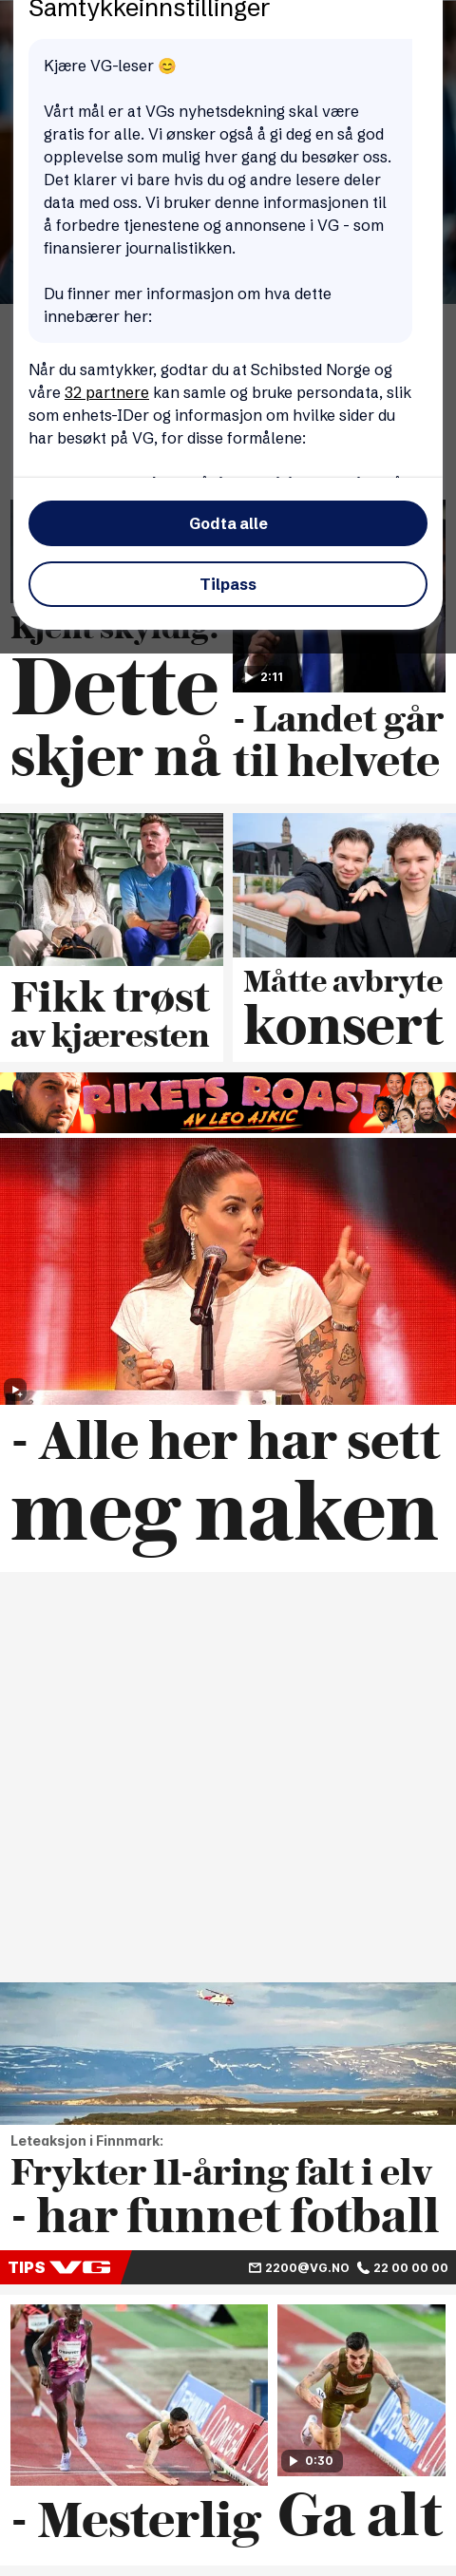 Samtykkeinnstillinger
Kjære VG-leser 😊
Vårt mål er at VGs nyhetsdekning skal være
gratis for alle. Vi ønsker også å gi deg en så god
opplevelse som mulig hver gang du besøker oss.
Det klarer vi bare hvis du og andre lesere deler
data med oss. Vi bruker denne informasjonen til
å forbedre tjenestene og annonsene i VG - som
finansierer journalistikken.
Du finner mer informasjon om hva dette
innebærer her:
Når du samtykker, godtar du at Schibsted Norge og
våre 32 partnere kan samle og bruke persondata, slik
som enhets-IDer og informasjon om hvilke sider du
har besøkt på VG, for disse formålene:
Godta alle
Tilpass
Kjent skyldig:
Dette
skjer nå
2:11
- Landet går
til helvete
Fikk trøst
av kjæresten
Måtte avbryte
konsert
RIKETS ROAST
AV LEO AJKIC
- Alle her har sett
meg naken
Leteaksjon i Finnmark:
Frykter 11-åring falt i elv
- har funnet fotball
TIPS VG 2200@VG.NO 22 00 00 00
- Mesterlig
0:30
Ga alt